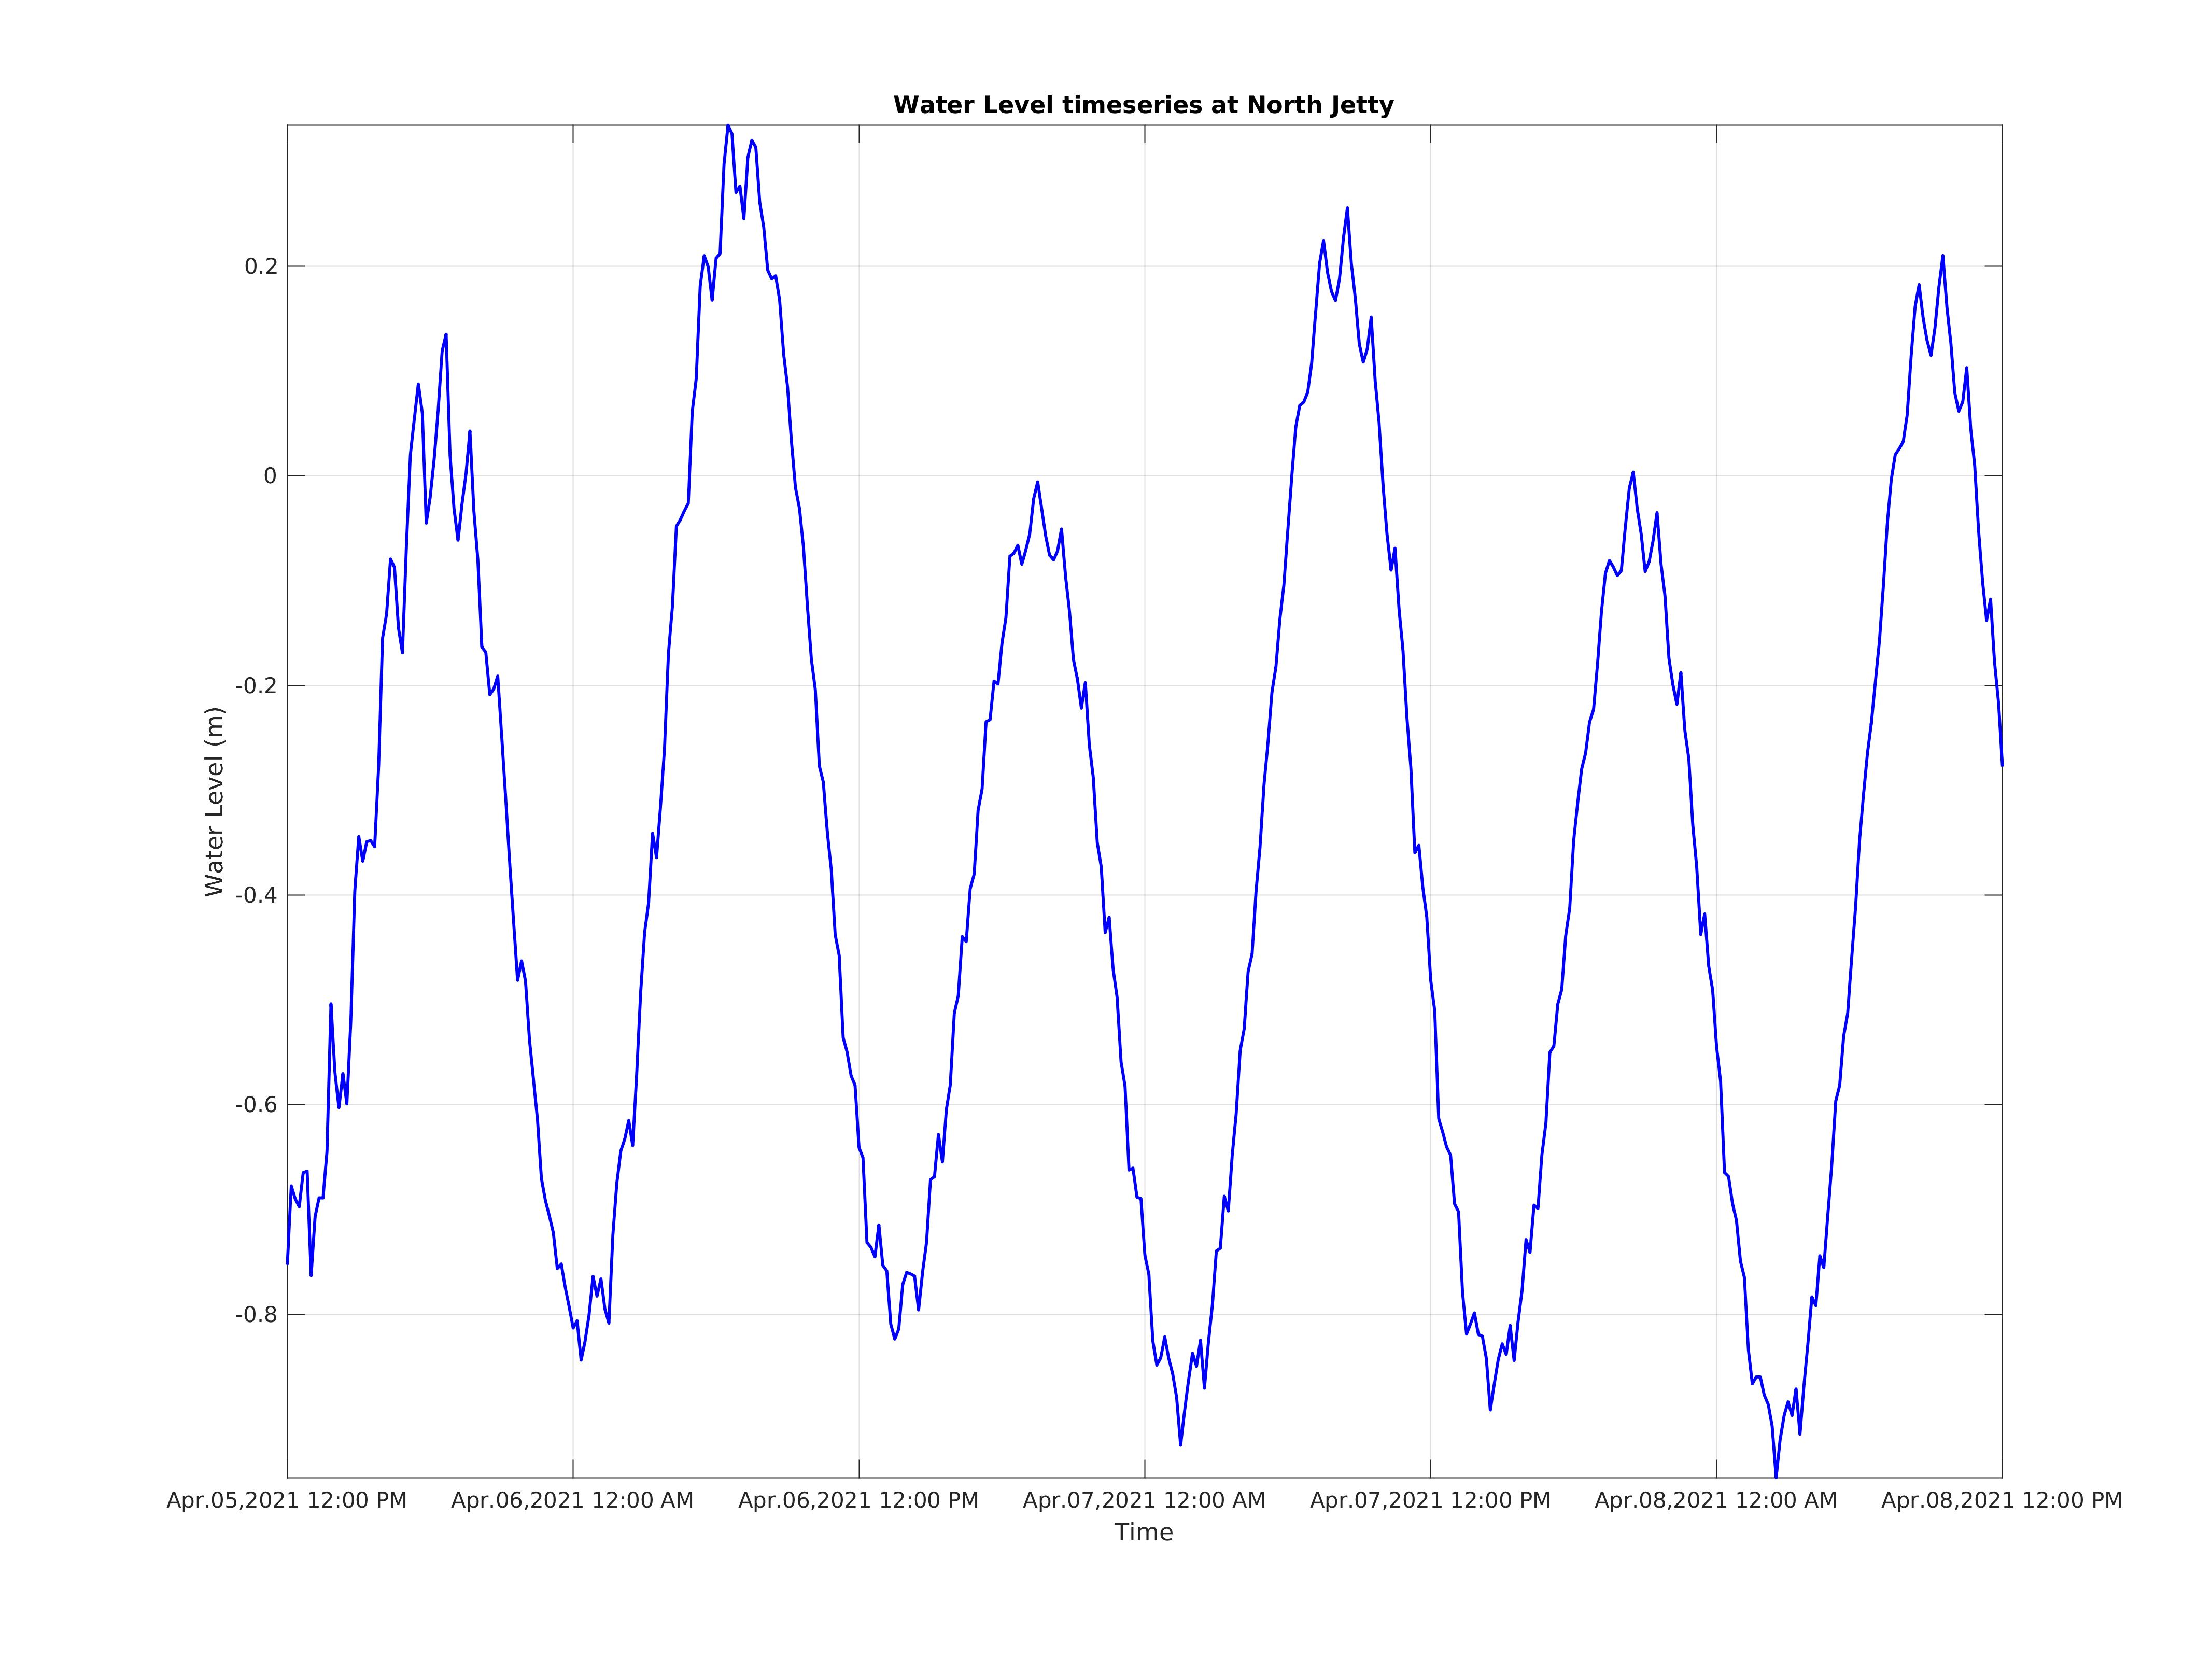 Water Level timeseries at North Jetty
Water Level (m)
0.2
0
-0.2
-0.4
-0.6
-0.8
Apr.05,2021 12:00 PM Apr.06,2021 12:00 AM Apr.06,2021 12:00 PM Apr.07,2021 12:00 AM Apr.07,2021 12:00 PM Apr.08,2021 12:00 AM Apr.08,2021 12:00 PM
Time